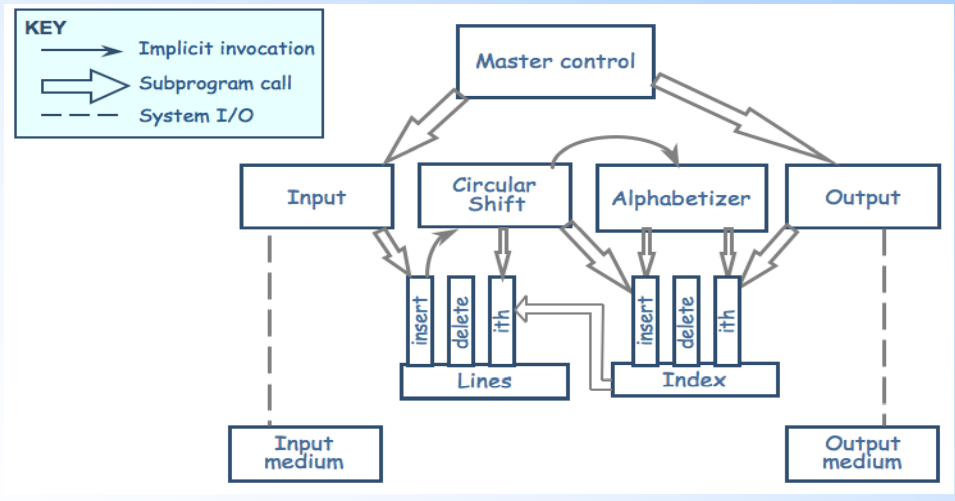 KEY
Implicit invocation
Subprogram call
System I/O
Master control
Input
Circular
Shift
Alphabetizer
Output
insert
delete
ith
insert
delete
ith
Lines
Index
Input
medium
Output
medium